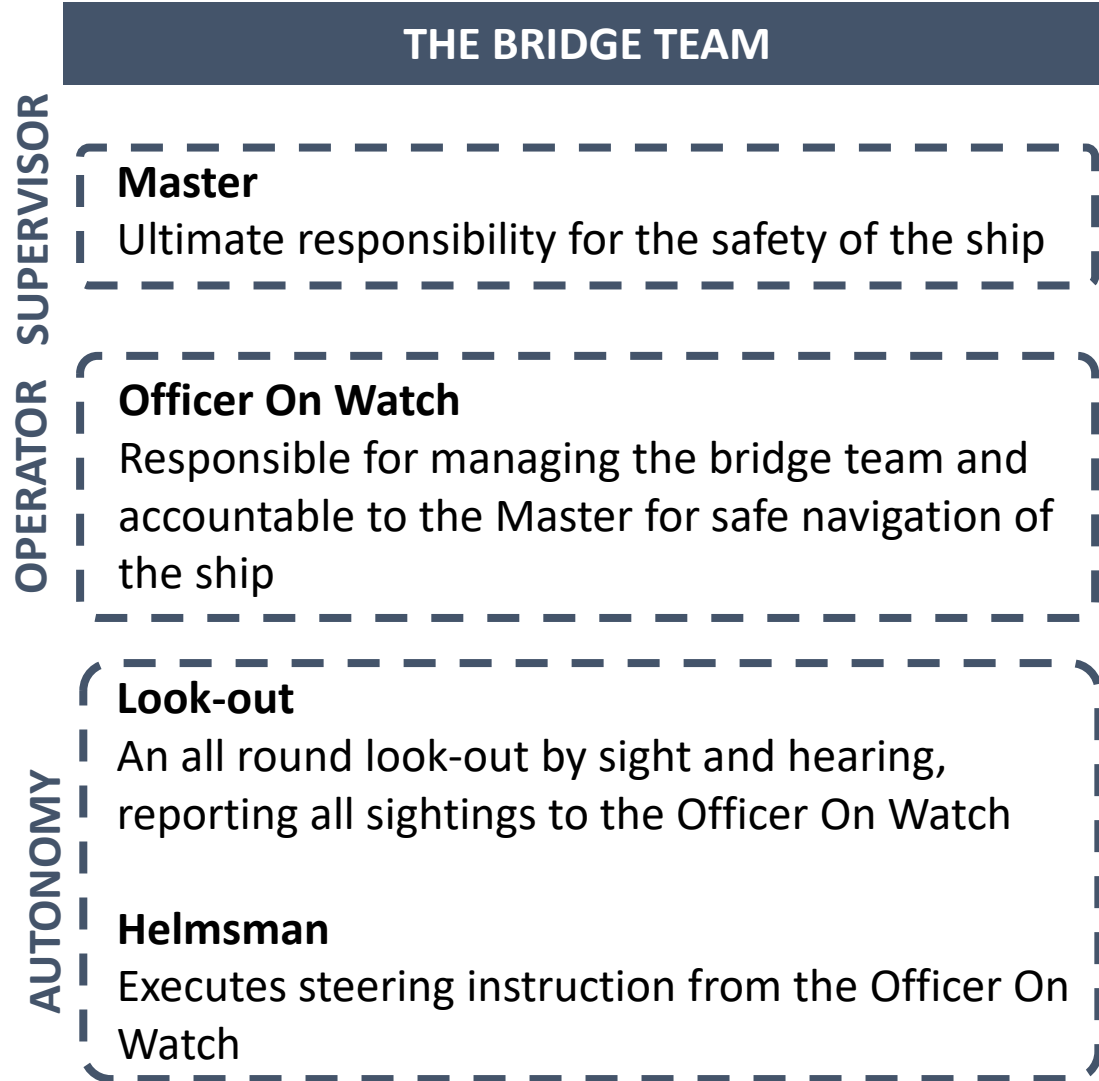 THE BRIDGE TEAM
SUPERVISOR
Master
Ultimate responsibility for the safety of the ship
OPERATOR
Officer On Watch
Responsible for managing the bridge team and
accountable to the Master for safe navigation of
the ship
AUTONOMY
Look-out
An all round look-out by sight and hearing,
reporting all sightings to the Officer On Watch
Helmsman
Executes steering instruction from the Officer On
Watch